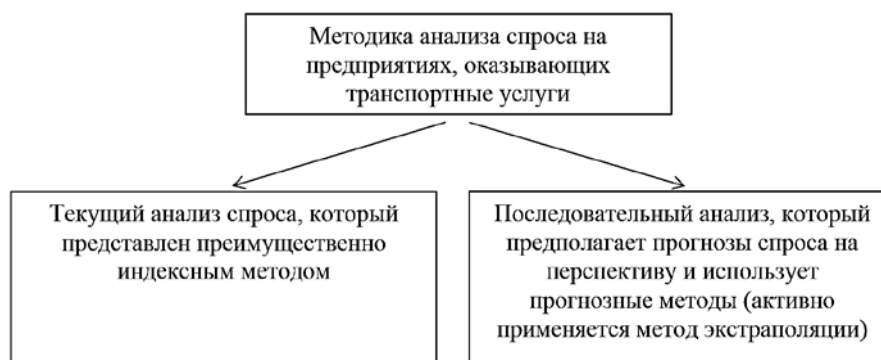 Методика анализа спроса на
предприятиях, оказывающих
транспортные услуги
Текущий анализ спроса, который
представлен преимущественно
индексным методом
Последовательный анализ, который
предполагает прогнозы спроса на
перспективу и использует
прогнозные методы (активно
применяется метод экстраполяции)